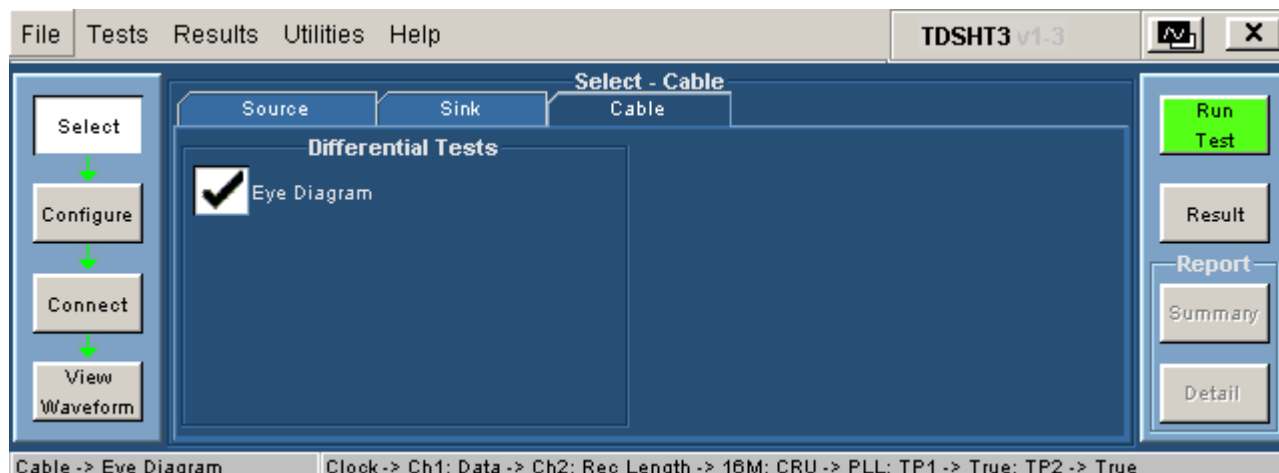 File Tests Results Utilities Help TDSHT3 v1-3
Select - Cable
Source Sink Cable
Differential Tests
Eye Diagram
Select
Configure
Connect
View
Waveform
Run
Test
Result
Report
Summary
Detail
Cable -> Eye Diagram Clock -> Ch1; Data -> Ch2; Rec Length -> 16M; CRU -> PLL; TP1 -> True; TP2 -> True